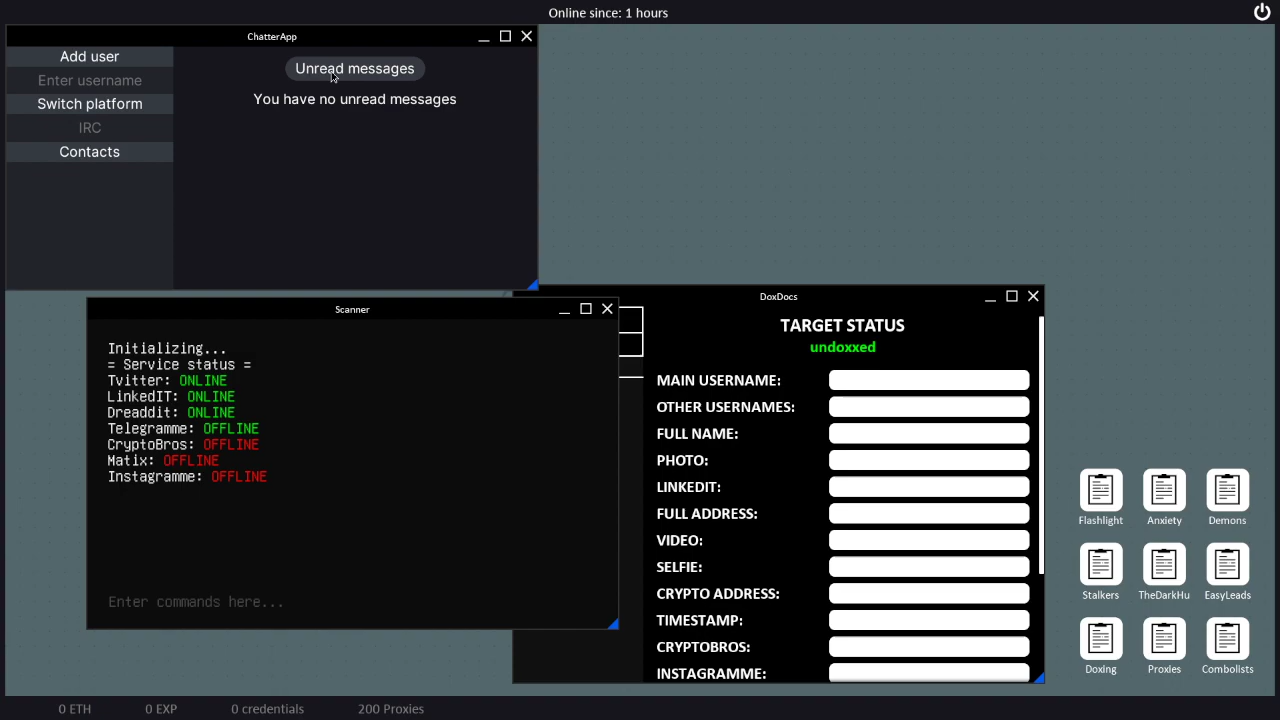 Online since: 1 hours
ChatterApp
Add user
Enter username
Switch platform
IRC
Contacts
Unread messages
You have no unread messages
Scanner
Initializing...
= Service status =
Tvitter: ONLINE
LinkedIT: ONLINE
Dreaddit: ONLINE
Telegramme: OFFLINE
CryptoBros: OFFLINE
Matix: OFFLINE
Instagramme: OFFLINE
Enter commands here...
DoxDocs
TARGET STATUS
undoxxed
MAIN USERNAME:
OTHER USERNAMES:
FULL NAME:
PHOTO:
LINKEDIT:
FULL ADDRESS:
VIDEO:
SELFIE:
CRYPTO ADDRESS:
TIMESTAMP:
CRYPTOBROS:
INSTAGRAMME:
Flashlight Anxiety Demons
Stalkers TheDarkHu EasyLeads
Doxing Proxies Combolists
0 ETH 0 EXP 0 credentials 200 Proxies